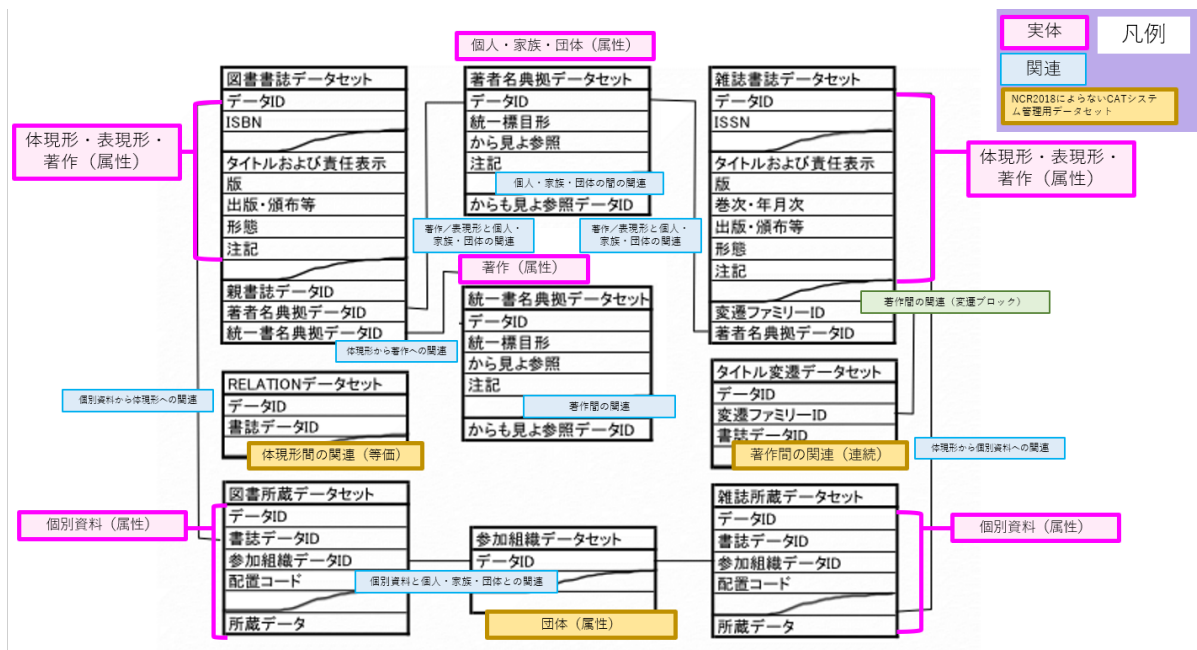 個人・家族・団体（属性）
実体
凡例
関連
NCR2018によらないCATシステ
ム管理用データセット
体現形・表現形・
著作（属性）
図書書誌データセット
データID
ISBN
タイトルおよび責任表示
版
出版・頒布等
形態
注記
親書誌データID
著者名典拠データID
統一書名典拠データID
著者名典拠データセット
データID
統一標目形
から見よ参照
注記
個人・家族・団体の間の関連
からも見よ参照データID
著作／表現形と個人・
家族・団体の関連
著作／表現形と個人・
家族・団体の関連
雑誌書誌データセット
データID
ISSN
タイトルおよび責任表示
版
巻次・年月次
出版・頒布等
形態
注記
変遷ファミリーID
著者名典拠データID
体現形・表現形・
著作（属性）
著作間の関連（変遷ブロック）
著作（属性）
統一書名典拠データセット
データID
統一標目形
から見よ参照
注記
著作間の関連
からも見よ参照データID
体現形から著作への関連
個別資料から体現形への関連
RELATIONデータセット
データID
書誌データID
体現形間の関連（等価）
タイトル変遷データセット
データID
変遷ファミリーID
書誌データID
著作間の関連（連続）
体現形から個別資料への関連
個別資料（属性）
図書所蔵データセット
データID
書誌データID
参加組織データID
配置コード
所蔵データ
個別資料と個人・家族・団体との関連
参加組織データセット
データID
団体（属性）
雑誌所蔵データセット
データID
書誌データID
参加組織データID
配置コード
所蔵データ
個別資料（属性）